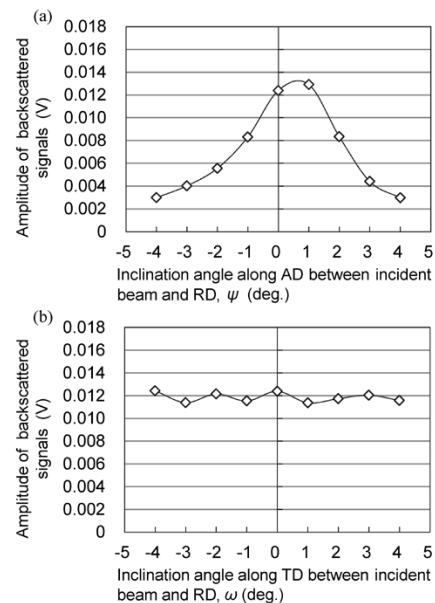 (a)
Amplitude of backscattered
signals (V)
0.018
0.016
0.014
0.012
0.010
0.008
0.006
0.004
0.002
0
-5 -4 -3 -2 -1 0 1 2 3 4 5
Inclination angle along AD between incident
beam and RD, ψ (deg.)
(b)
Amplitude of backscattered
signals (V)
0.018
0.016
0.014
0.012
0.010
0.008
0.006
0.004
0.002
0
-5 -4 -3 -2 -1 0 1 2 3 4 5
Inclination angle along TD between incident
beam and RD, ω (deg.)